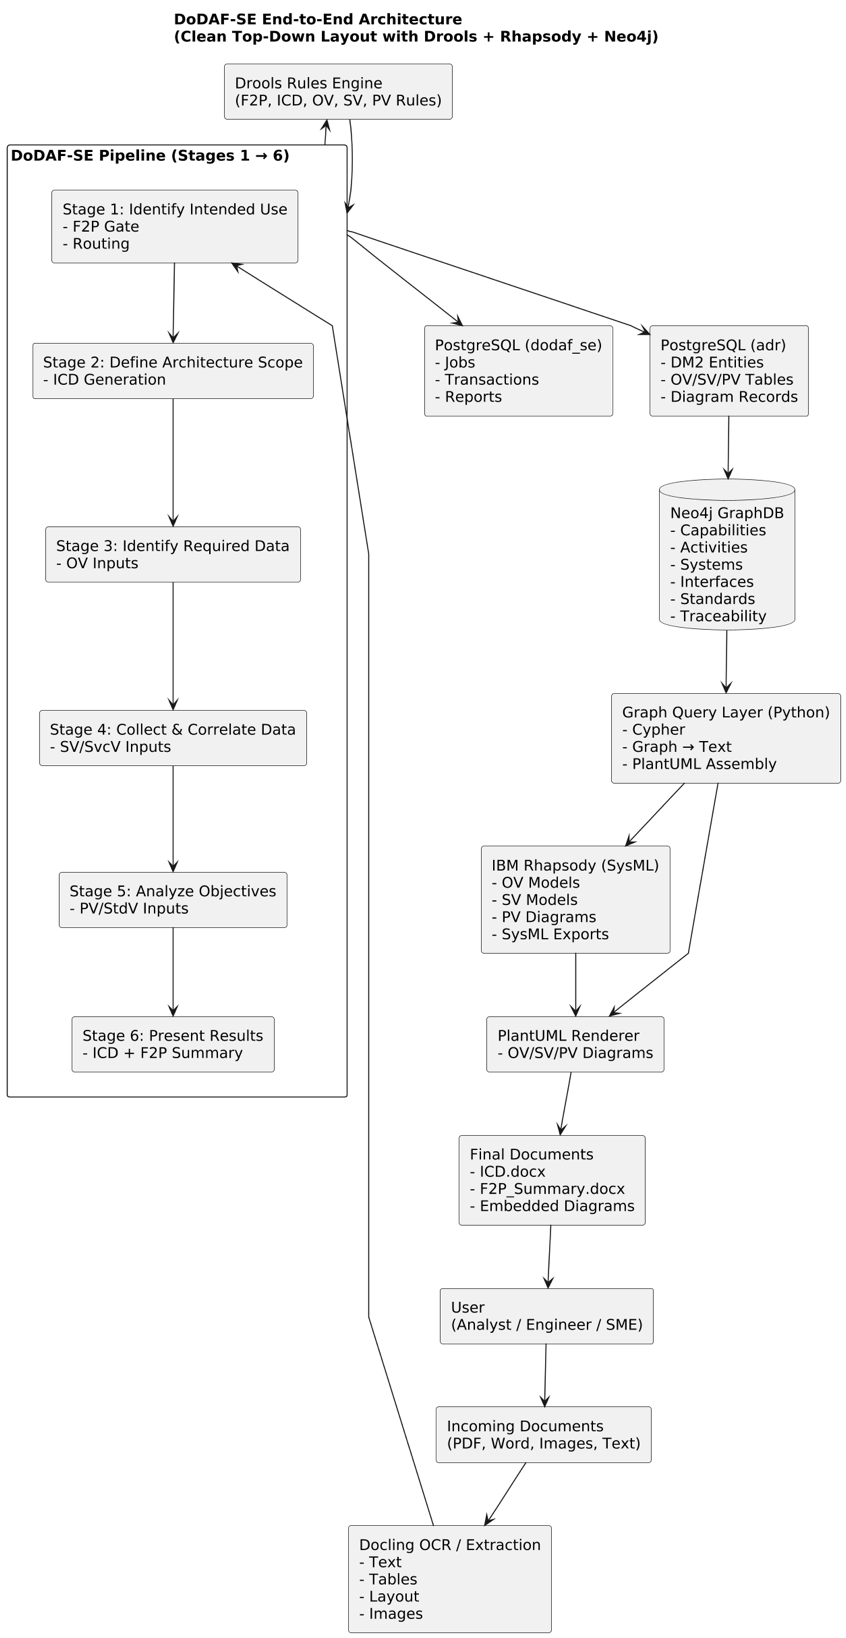 DoDAF-SE End-to-End Architecture
(Clean Top-Down Layout with Drools + Rhapsody + Neo4j)
Drools Rules Engine
(F2P, ICD, OV, SV, PV Rules)
DoDAF-SE Pipeline (Stages 1 → 6)
Stage 1: Identify Intended Use
- F2P Gate
- Routing
Stage 2: Define Architecture Scope
- ICD Generation
Stage 3: Identify Required Data
- OV Inputs
Stage 4: Collect & Correlate Data
- SV/SvcV Inputs
Stage 5: Analyze Objectives
- PV/StdV Inputs
Stage 6: Present Results
- ICD + F2P Summary
PostgreSQL (dodaf_se)
- Jobs
- Transactions
- Reports
PostgreSQL (adr)
- DM2 Entities
- OV/SV/PV Tables
- Diagram Records
Neo4j GraphDB
- Capabilities
- Activities
- Systems
- Interfaces
- Standards
- Traceability
Graph Query Layer (Python)
- Cypher
- Graph → Text
- PlantUML Assembly
IBM Rhapsody (SysML)
- OV Models
- SV Models
- PV Diagrams
- SysML Exports
PlantUML Renderer
- OV/SV/PV Diagrams
Final Documents
- ICD.docx
- F2P_Summary.docx
- Embedded Diagrams
User
(Analyst / Engineer / SME)
Incoming Documents
(PDF, Word, Images, Text)
Docling OCR / Extraction
- Text
- Tables
- Layout
- Images